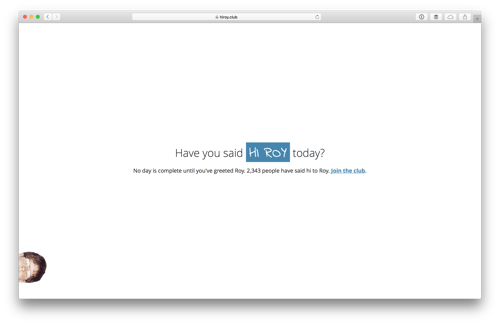 hiroy.club
Have you said Hi ROY today?
No day is complete until you've greeted Roy. 2,343 people have said hi to Roy. Join the club.